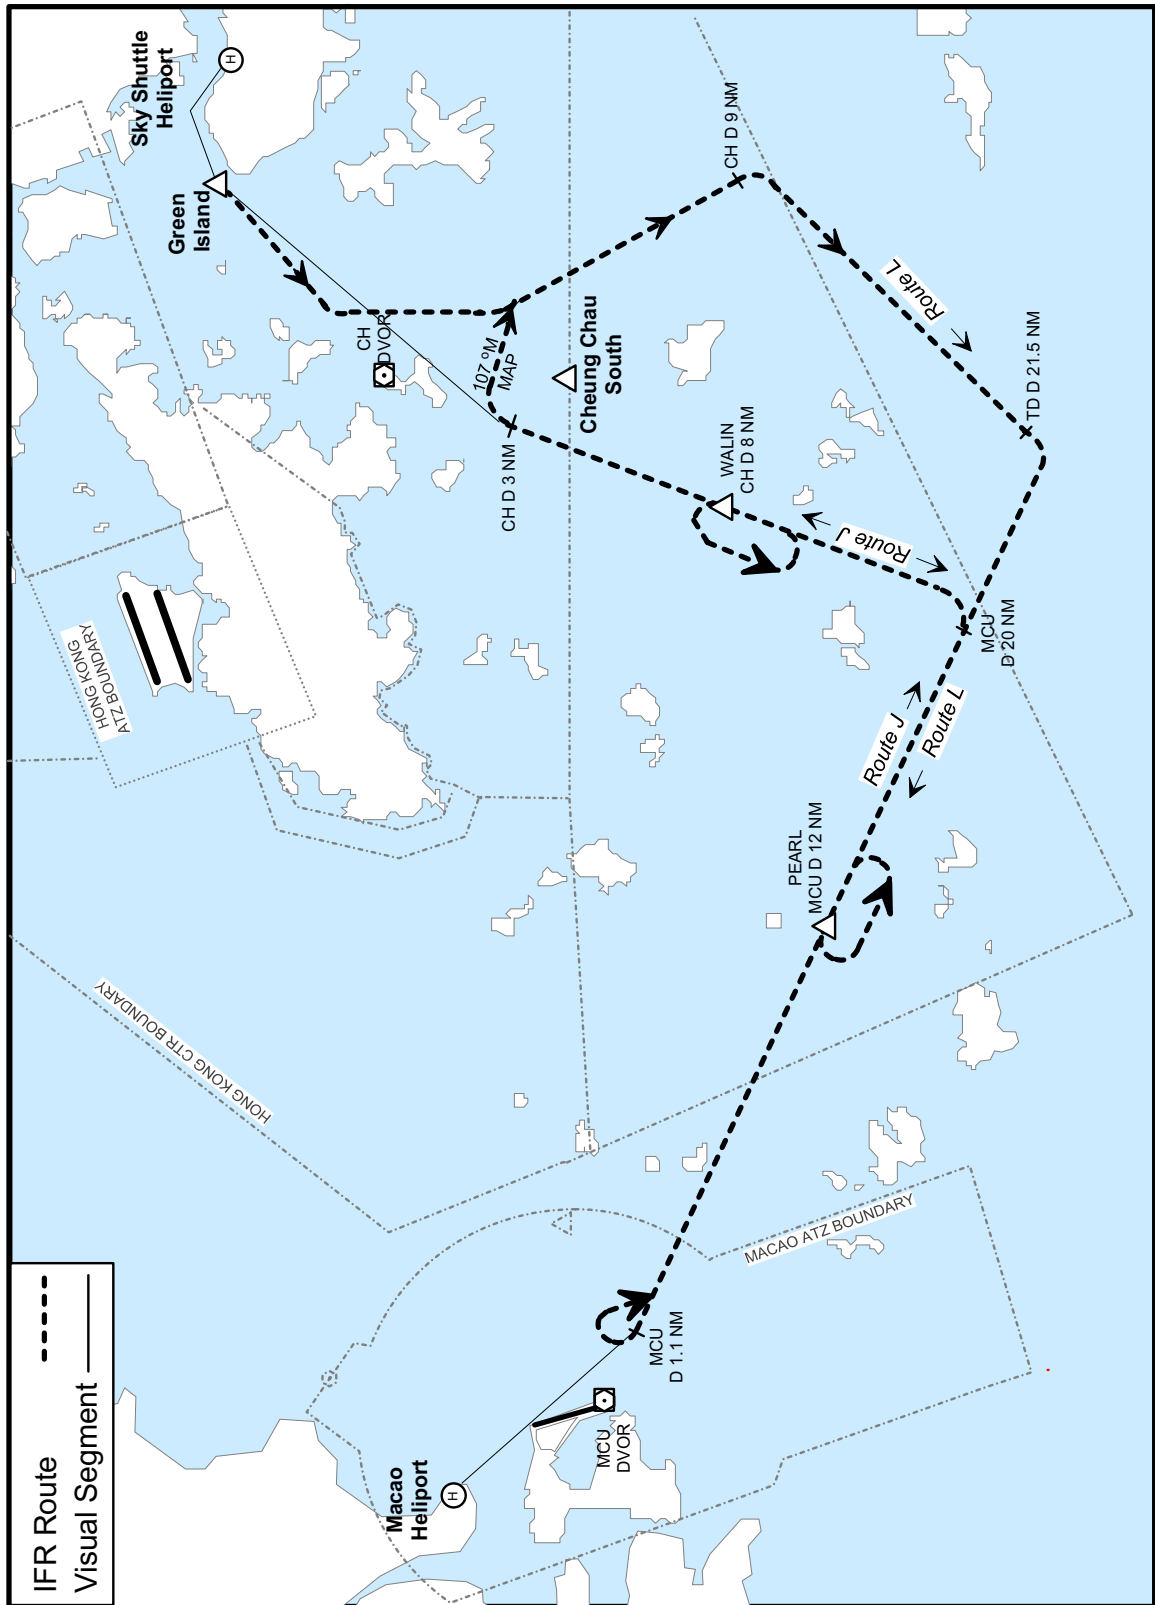 IFR Route
Visual Segment
Macao
Heliport
MCU
DVOR
MCU
D 1.1 NM
MACAO ATZ BOUNDARY
HONG KONG CTR BOUNDARY
PEARL
MCU D 12 NM
Route J
Route L
HONG KONG
ATZ BOUNDARY
MCU
D 20 NM
Route J
WALIN
CH D 8 NM
CH D 3 NM
107 ºM
MAP
Cheung Chau
South
CH
DVOR
TD D 21.5 NM
Route L
CH D 9 NM
Green
Island
Sky Shuttle
Heliport
H
H